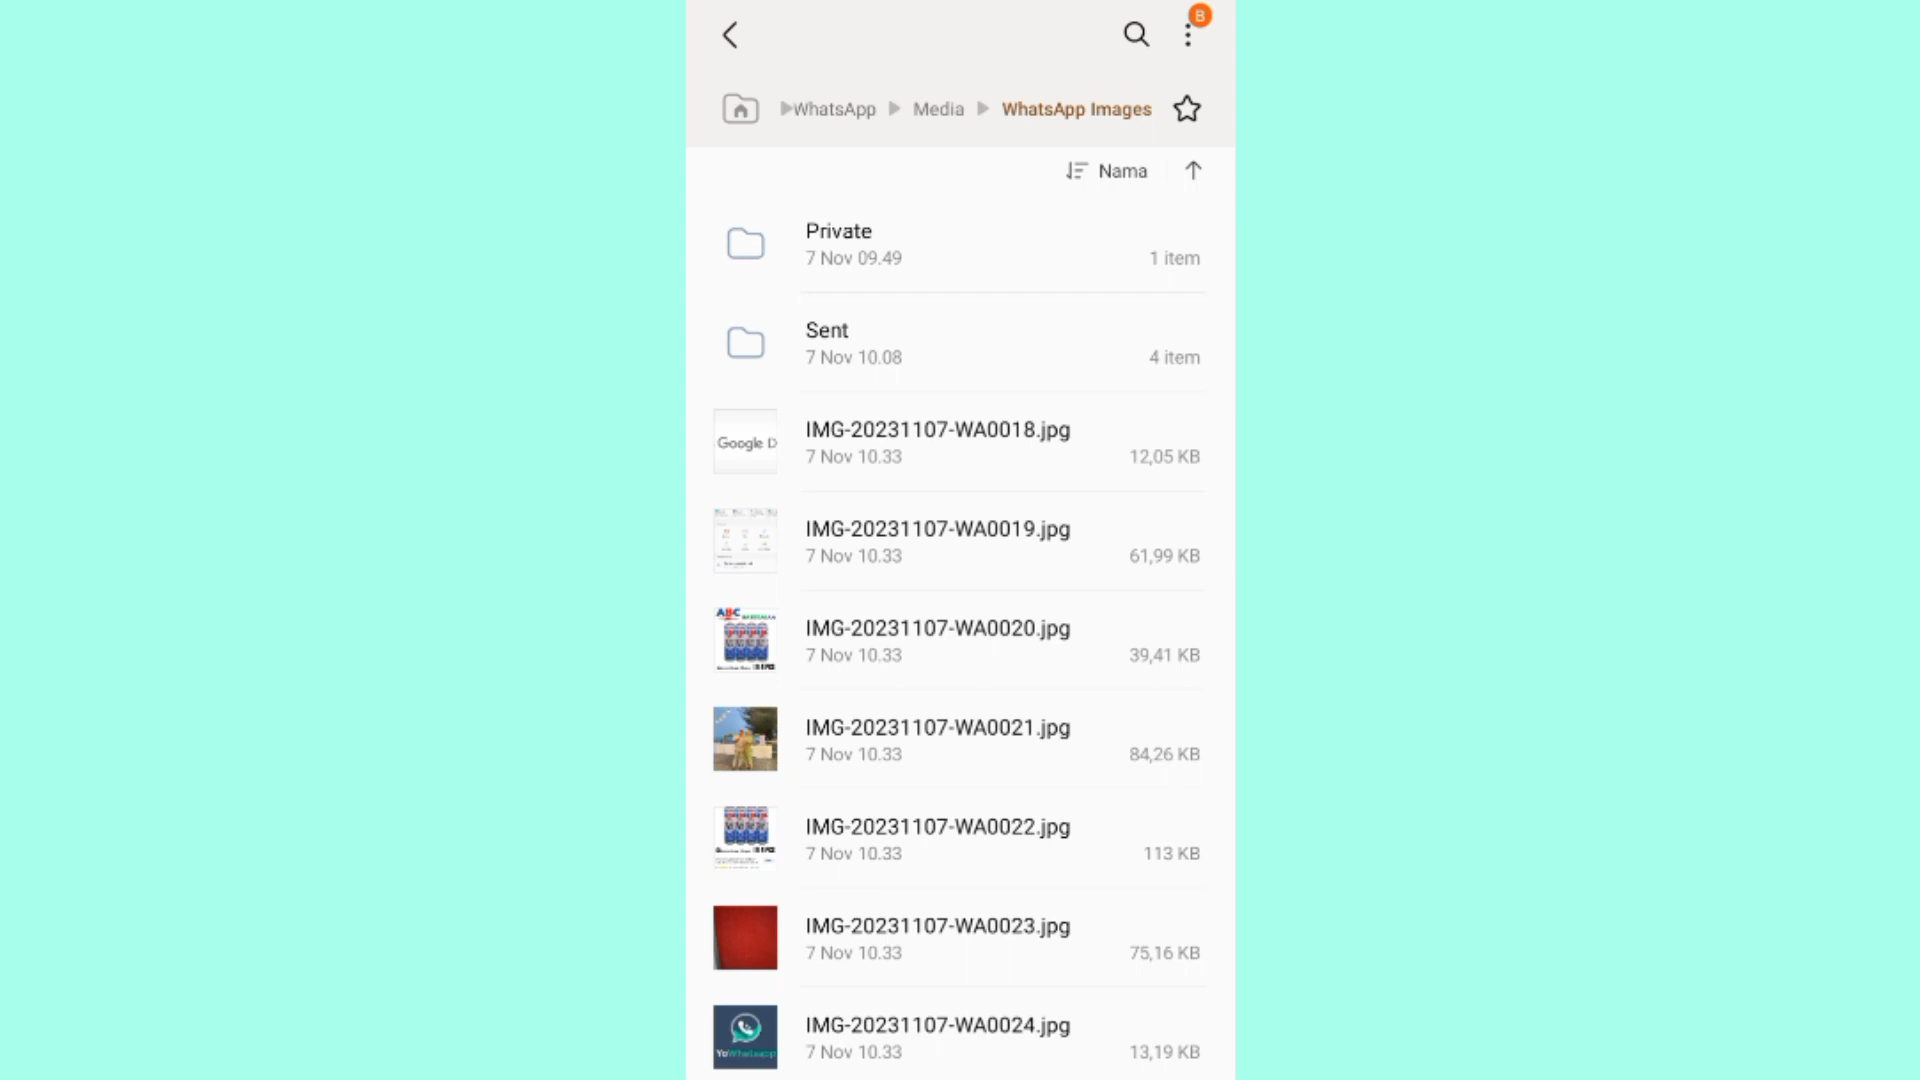 B
WhatsApp Media WhatsApp Images
Nama
Private
7 Nov 09.49
1 item
Sent
7 Nov 10.08
4 item
Google D
IMG-20231107-WA0018.jpg
7 Nov 10.33
12,05 KB
IMG-20231107-WA0019.jpg
7 Nov 10.33
61,99 KB
ABC
IMG-20231107-WA0020.jpg
7 Nov 10.33
39,41 KB
IMG-20231107-WA0021.jpg
7 Nov 10.33
84,26 KB
IMG-20231107-WA0022.jpg
7 Nov 10.33
113 KB
IMG-20231107-WA0023.jpg
7 Nov 10.33
75,16 KB
YoWhatsapp
IMG-20231107-WA0024.jpg
7 Nov 10.33
13,19 KB